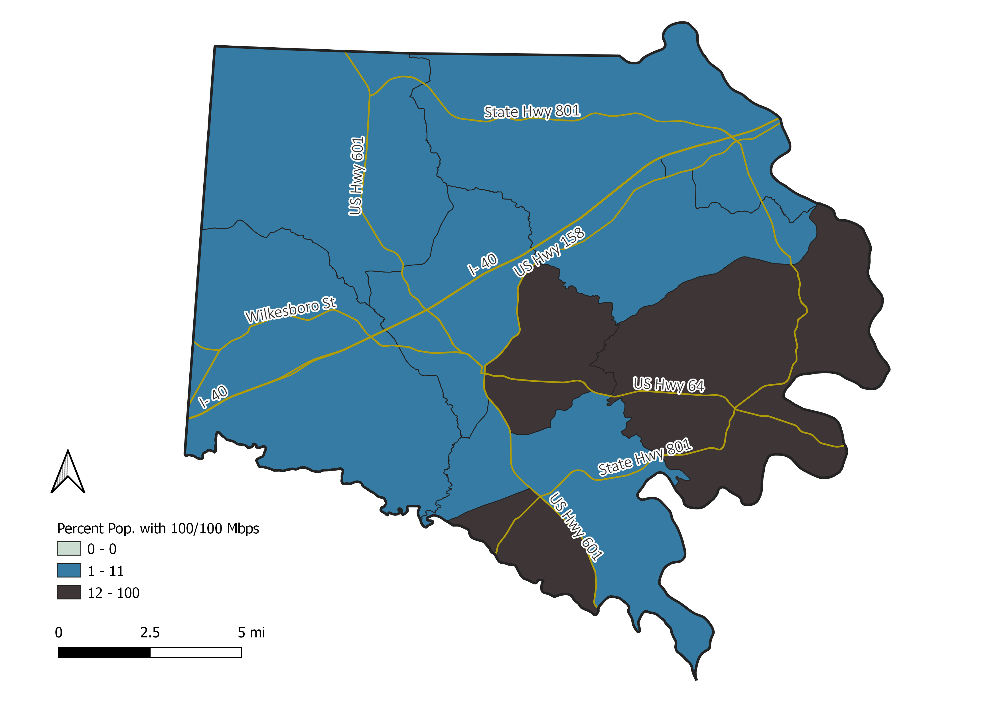 State Hwy 801
US Hwy 601
US Hwy 158
I- 40
Wilkesboro St
US Hwy 64
I- 40
State Hwy 801
US Hwy 601
Percent Pop. with 100/100 Mbps
0 - 0
1 - 11
12 - 100
0 2.5 5 mi